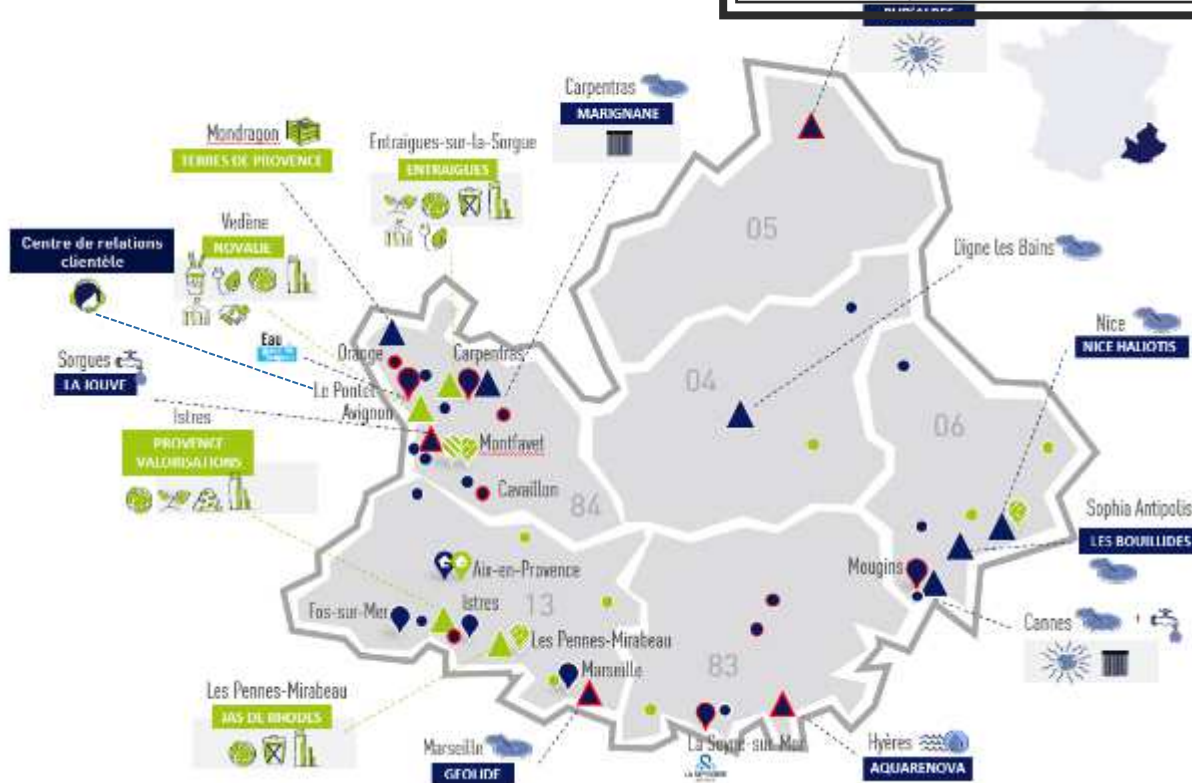 Carpentras
MARIGNANE
Mondragon
TERRES DE PROVENCE
Entraigues-sur-la-Sorgue
ENTRAIGUES
Vedène
NOVALIE
Centre de relations
clientèle
05
Digne les Bains
Nice
NICE HALIOTIS
Eau
Orange
Carpentras
Sorgues
LA JOUVE
Le Pontet
Avignon
04
06
Istres
PROVENCE
VALORISATIONS
Montfavet
Cavaillon
84
Sophia Antipolis
LES BOUILLIDES
Mougins
Aix-en-Provence
Fos-sur-Mer
Istres
13
Les Pennes-Mirabeau
Marseille
83
Cannes
+
Les Pennes-Mirabeau
JAS DE RHODES
Marseille
GEOLIDE
La Seyne-sur-Mer
Hyères
AQUARENOVA